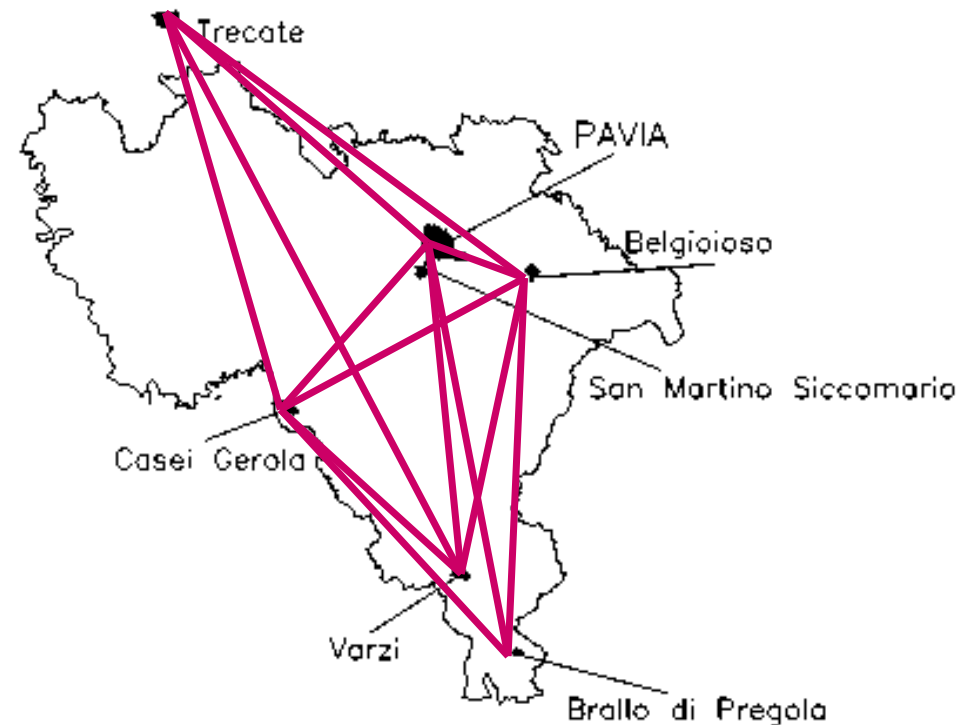 Trecate
PAVIA
Belgioioso
San Martino Siccomario
Casei Gerola
Varzi
Brallo di Pregola